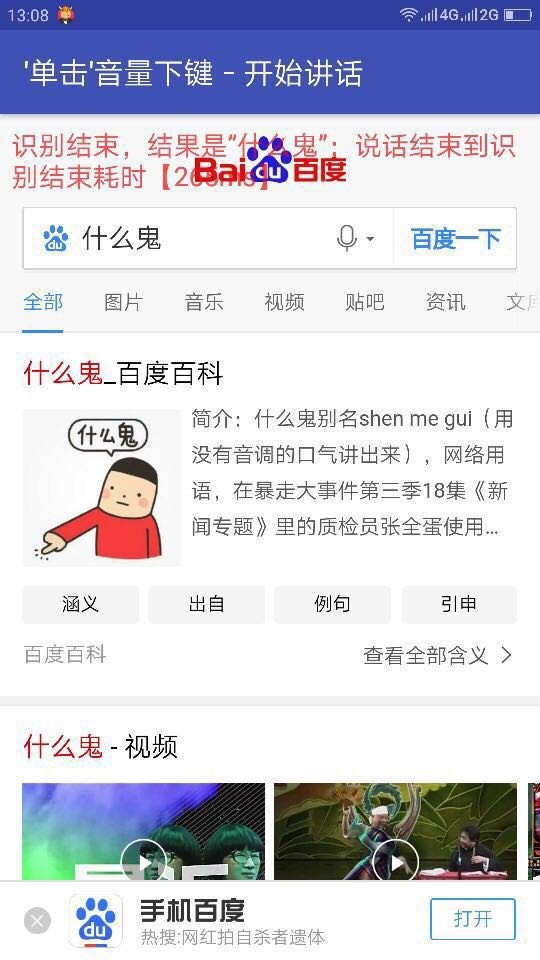 13:08
4G 2G
'单击'音量下键 - 开始讲话
识别结束，结果是"什么鬼"；说话结束到识
别结束耗时【266ms】
Bai du 百度
什么鬼
百度一下
全部 图片 音乐 视频 贴吧 资讯 文库
什么鬼_百度百科
什么鬼
简介：什么鬼别名shen me gui（用
没有音调的口气讲出来），网络用
语，在暴走大事件第三季18集《新
闻专题》里的质检员张全蛋使用...
涵义 出自 例句 引申
百度百科
查看全部含义
什么鬼 - 视频
du
手机百度
热搜:网红拍自杀者遗体
打开